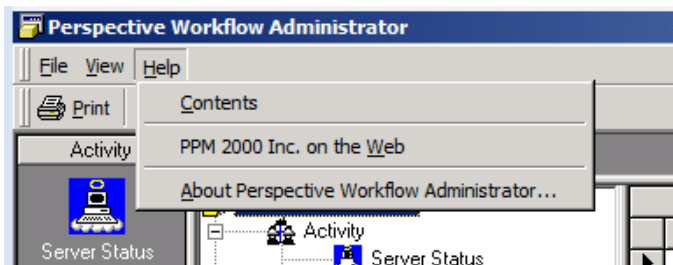 Perspective Workflow Administrator
File View Help
Print
Contents
PPM 2000 Inc. on the Web
About Perspective Workflow Administrator...
Activity
Server Status
Activity
Server Status